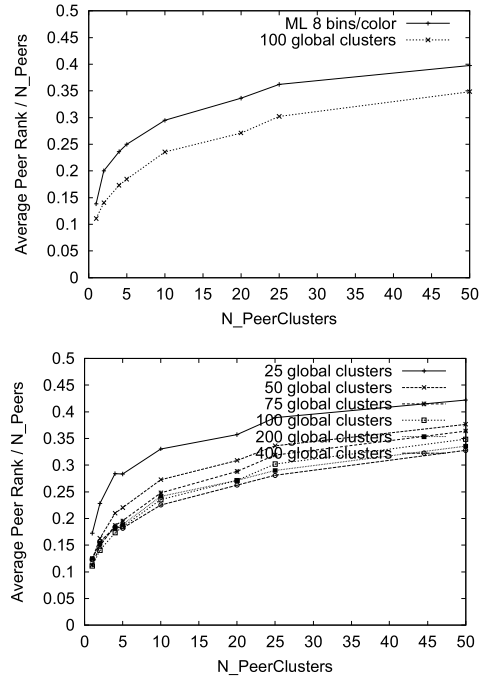 0.5
ML 8 bins/color
0.45
100 global clusters
0.4
0.35
0.3
0.25
0.2
0.15
0.1
0.05
0
Average Peer Rank / N_Peers
0 5 10 15 20 25 30 35 40 45 50
N_PeerClusters
0.5
25 global clusters
0.45
50 global clusters
75 global clusters
0.4
100 global clusters
0.35
200 global clusters
400 global clusters
0.3
0.25
0.2
0.15
0.1
0.05
0
Average Peer Rank / N_Peers
0 5 10 15 20 25 30 35 40 45 50
N_PeerClusters